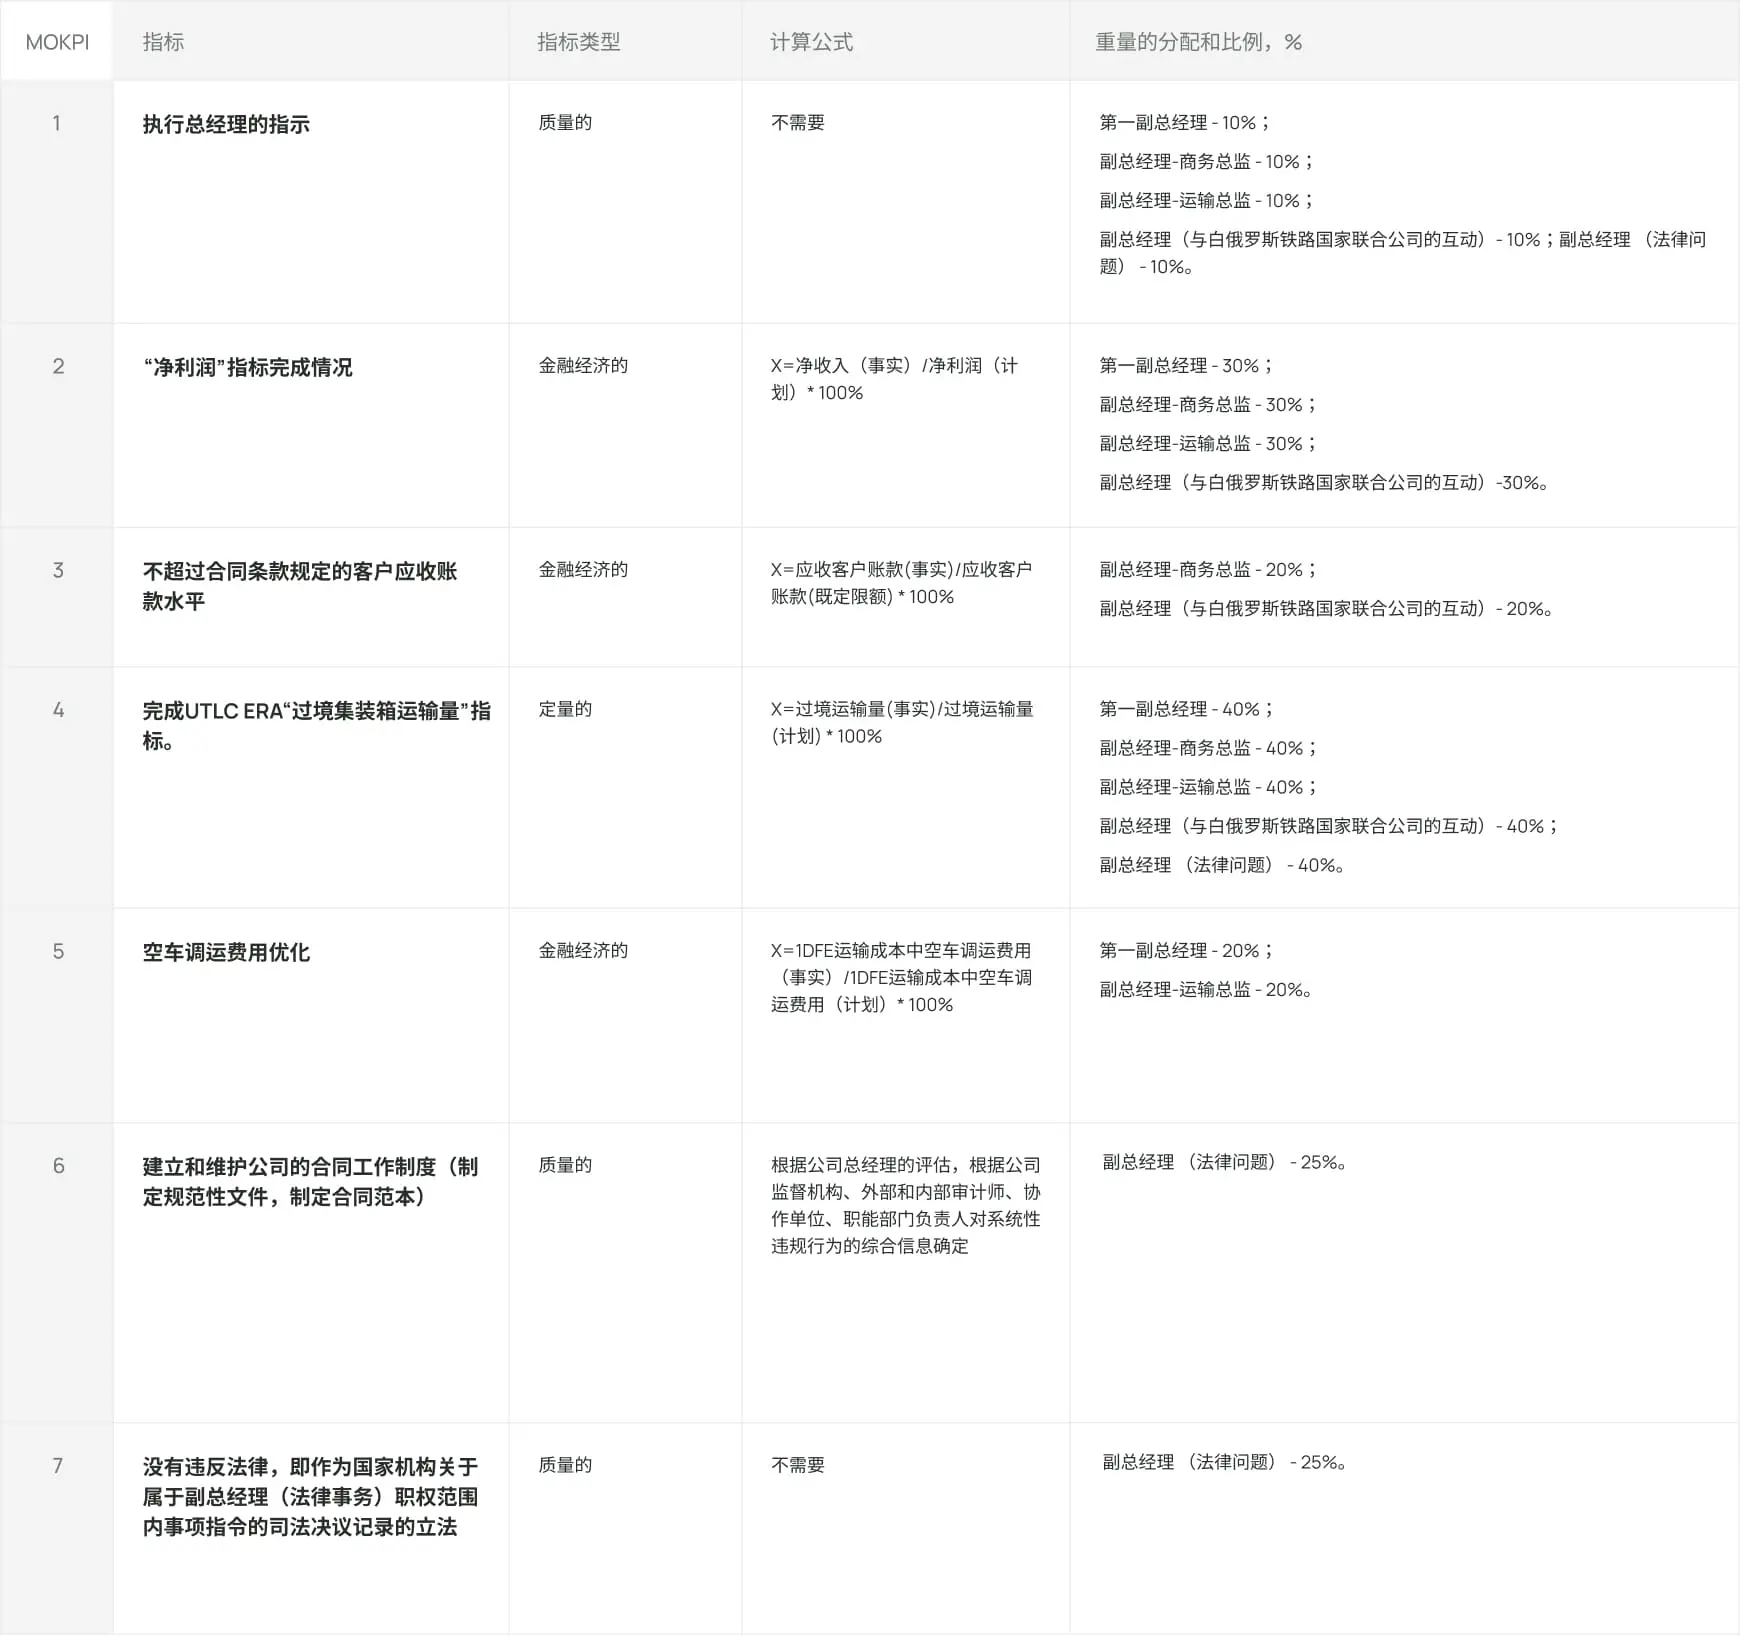 MOKPI 指标 指标类型 计算公式 重量的分配和比例，%
1 执行总经理的指示 质量的 不需要 第一副总经理 - 10%；
副总经理-商务总监 - 10%；
副总经理-运输总监 - 10%；
副总经理（与白俄罗斯铁路国家联合公司的互动）- 10%；副总经理 （法律问
题） - 10%。
2 “净利润”指标完成情况 金融经济的 X=净收入（事实）/净利润（计 第一副总经理 - 30%；
划）* 100% 副总经理-商务总监 - 30%；
副总经理-运输总监 - 30%；
副总经理（与白俄罗斯铁路国家联合公司的互动）-30%。
3 不超过合同条款规定的客户应收账 金融经济的 X=应收客户账款(事实)/应收客户 副总经理-商务总监 - 20%；
款水平 账款(既定限额) * 100% 副总经理（与白俄罗斯铁路国家联合公司的互动）- 20%。
4 完成UTLC ERA“过境集装箱运输量”指 定量的 X=过境运输量(事实)/过境运输量 第一副总经理 - 40%；
标。 (计划) * 100% 副总经理-商务总监 - 40%；
副总经理-运输总监 - 40%；
副总经理（与白俄罗斯铁路国家联合公司的互动）- 40%；
副总经理 （法律问题） - 40%。
5 空车调运费用优化 金融经济的 X=1DFE运输成本中空车调运费用 第一副总经理 - 20%；
（事实）/1DFE运输成本中空车调 副总经理-运输总监 - 20%。
运费用（计划）* 100%
6 建立和维护公司的合同工作制度（制 质量的 根据公司总经理的评估，根据公司 副总经理 （法律问题） - 25%。
定规范性文件，制定合同范本） 监督机构、外部和内部审计师、协
作单位、职能部门负责人对系统性
违规行为的综合信息确定
7 没有违反法律，即作为国家机构关于 质量的 不需要 副总经理 （法律问题） - 25%。
属于副总经理（法律事务）职权范围
内事项指令的司法决议记录的立法